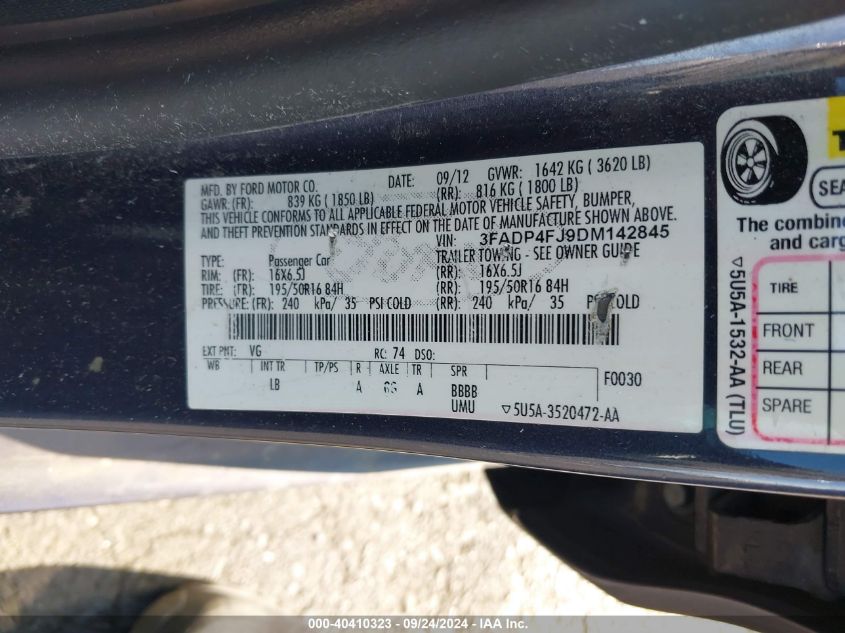 MFD. BY FORD MOTOR CO. DATE: 09/12 GVWR: 1642 KG ( 3620 LB)
GAWR: (FR): 839 KG ( 1850 LB) (RR): 816 KG ( 1800 LB)
THIS VEHICLE CONFORMS TO ALL APPLICABLE FEDERAL MOTOR VEHICLE SAFETY, BUMPER,
AND THEFT PREVENTION STANDARDS IN EFFECT ON THE DATE OF MANUFACTURE SHOWN ABOVE.
VIN: 3FADP4FJ9DM142845
TYPE: Passenger Car TRAILER TOWING - SEE OWNER GUIDE
RIM: (FR): 16X6.5J (RR): 16X6.5J
TIRE: (FR): 195/50R16 84H (RR): 195/50R16 84H
PRESSURE: (FR): 240 kPa/ 35 PSI COLD (RR): 240 kPa/ 35 PSI COLD
EXT PNT: VG RC: 74 DSO:
WB INT TR TP/PS R AXLE TR SPR
LB A A BBBB F0030
UMU ▽5U5A-3520472-AA
SEA
The combined
and carg
TIRE
FRONT
REAR
SPARE
▽5U5A-1532-AA (TLU)
000-40410323 - 09/24/2024 - IAA Inc.